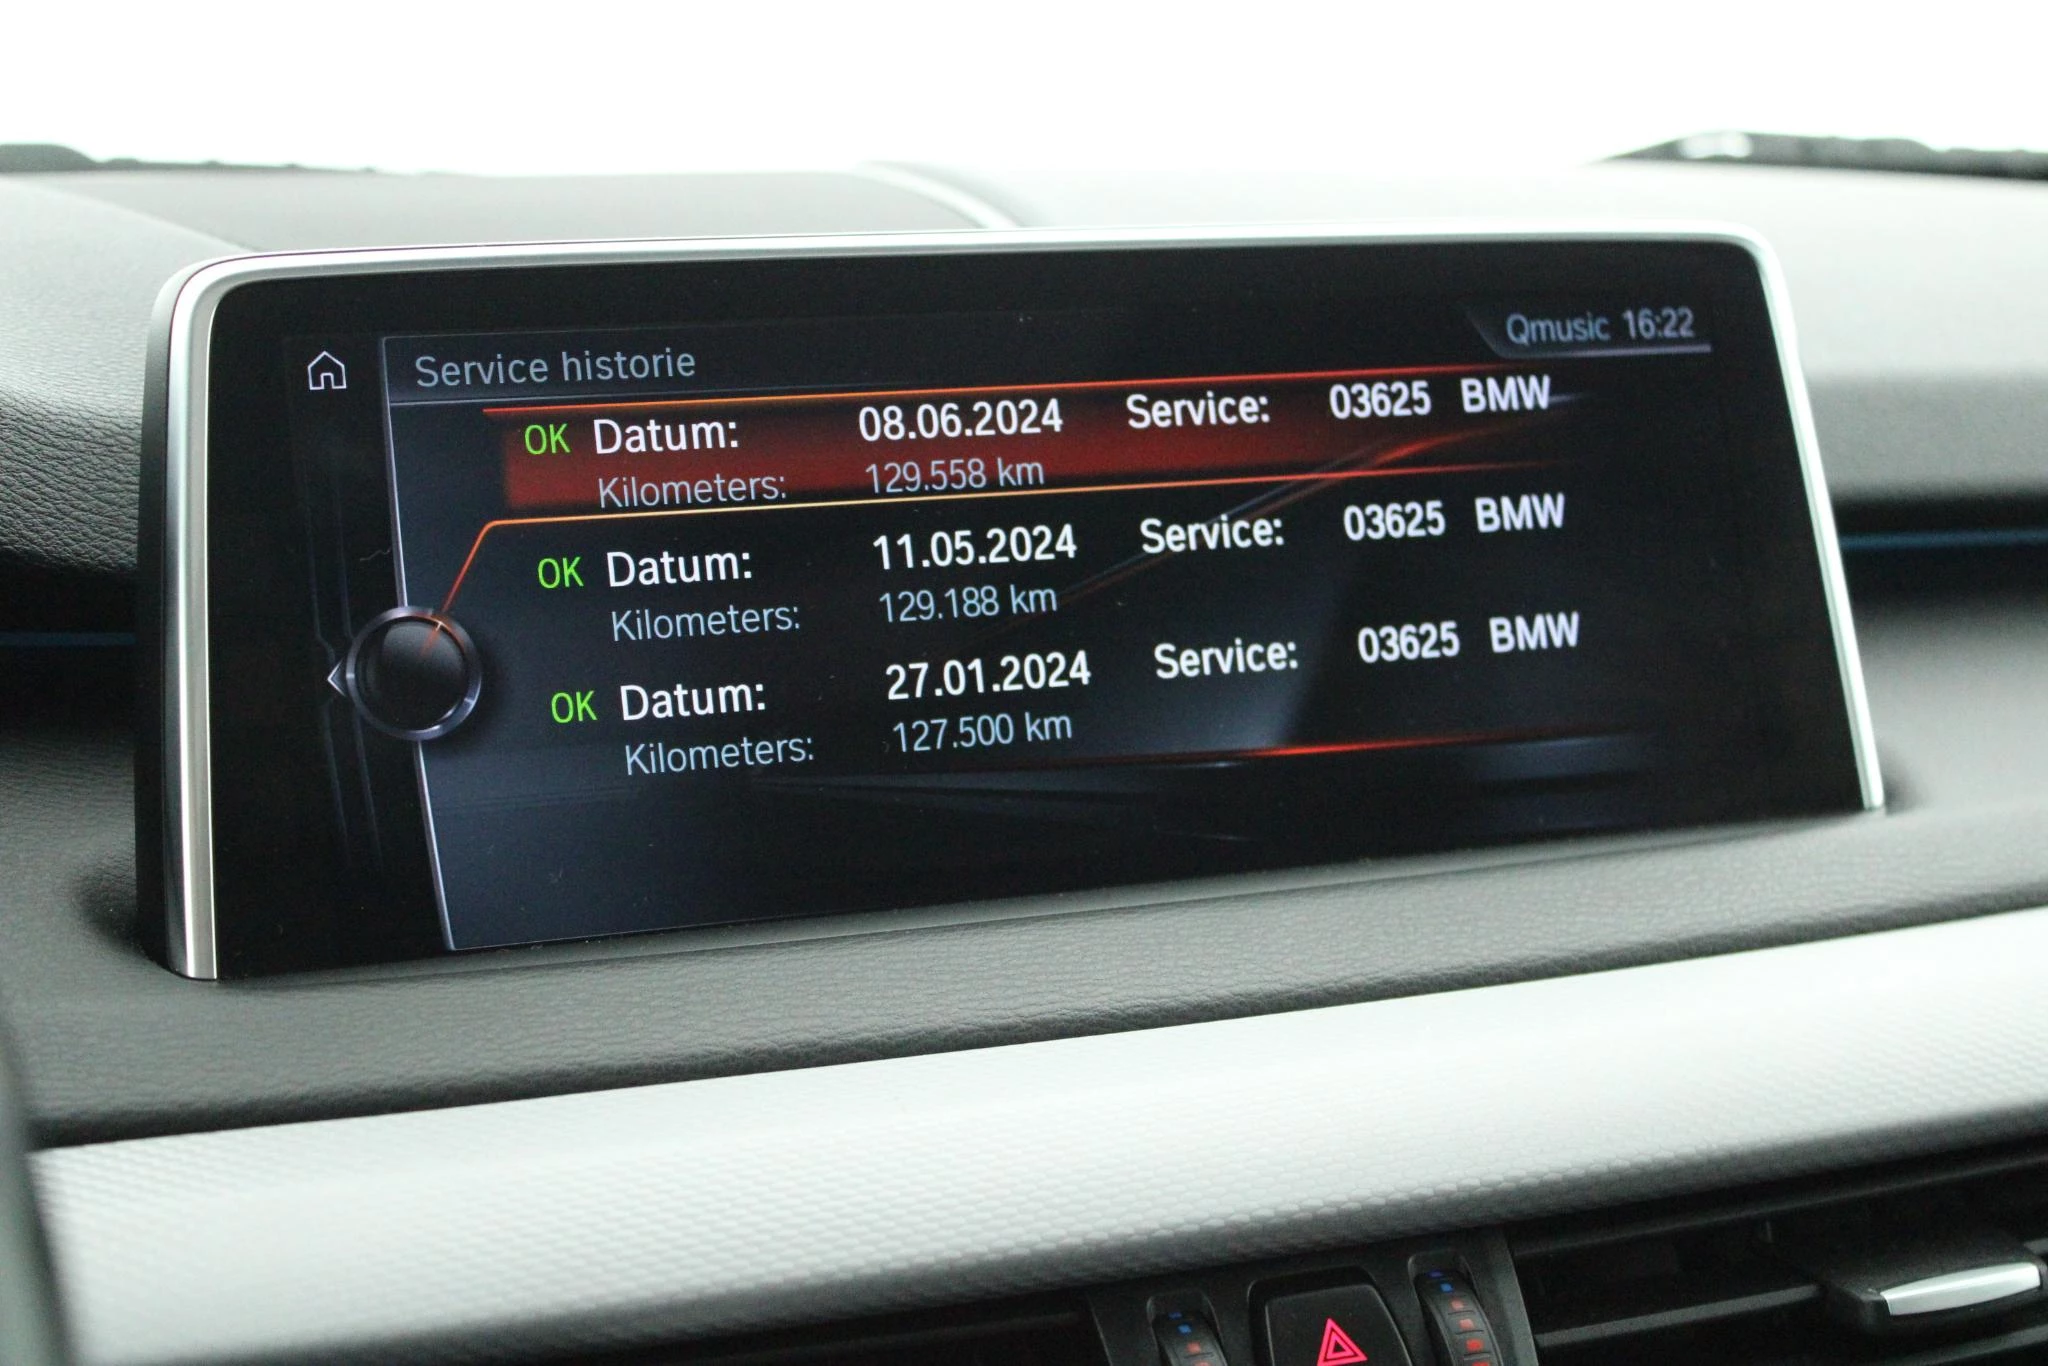 Qmusic 16:22
Service historie
OK Datum: 08.06.2024 Service: 03625 BMW
Kilometers: 129.558 km
OK Datum: 11.05.2024 Service: 03625 BMW
Kilometers: 129.188 km
OK Datum: 27.01.2024 Service: 03625 BMW
Kilometers: 127.500 km